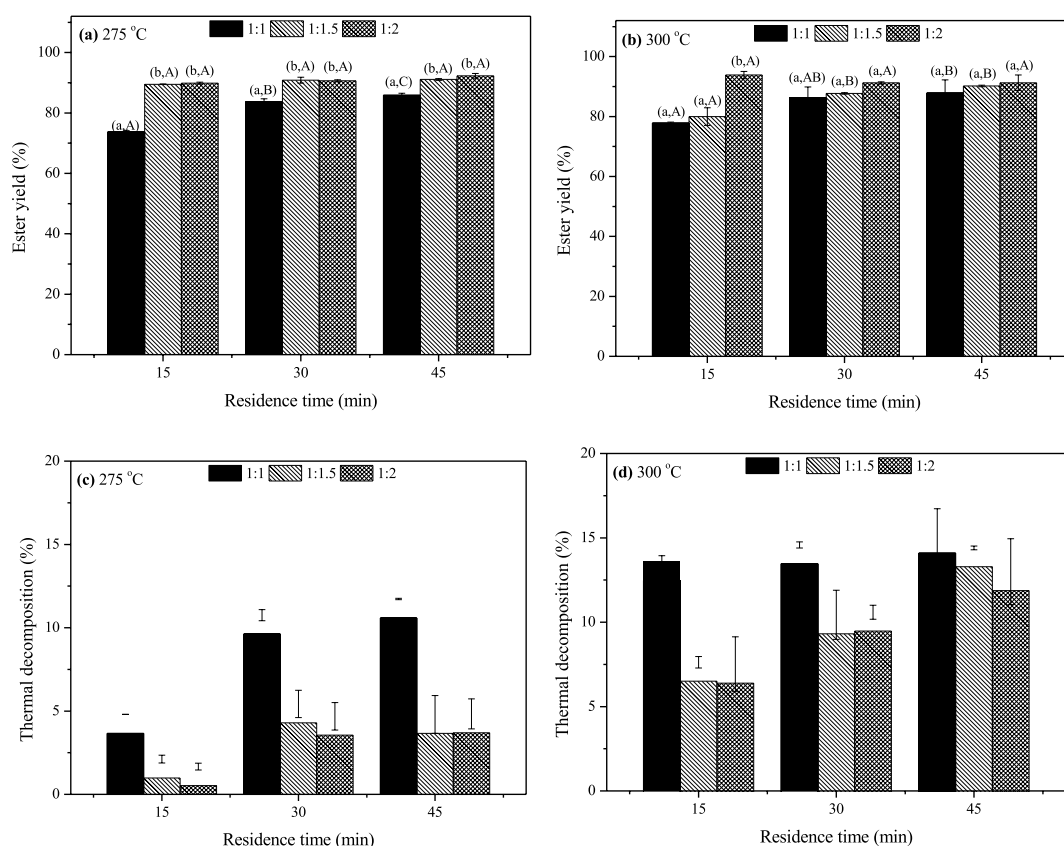 (a) 275 °C
1:1 1:1.5 1:2
100
80
60
40
20
0
Ester yield (%)
(a,A) (b,A) (b,A)
(a,B) (b,A) (b,A)
(a,C) (b,A) (b,A)
15 30 45
Residence time (min)
(b) 300 °C
1:1 1:1.5 1:2
100
80
60
40
20
0
Ester yield (%)
(a,A) (a,A) (b,A)
(a,AB) (a,B) (a,A)
(a,B) (a,B) (a,A)
15 30 45
Residence time (min)
(c) 275 °C
1:1 1:1.5 1:2
20
15
10
5
0
Thermal decomposition (%)
15 30 45
Residence time (min)
(d) 300 °C
1:1 1:1.5 1:2
20
15
10
5
0
Thermal decomposition (%)
15 30 45
Residence time (min)